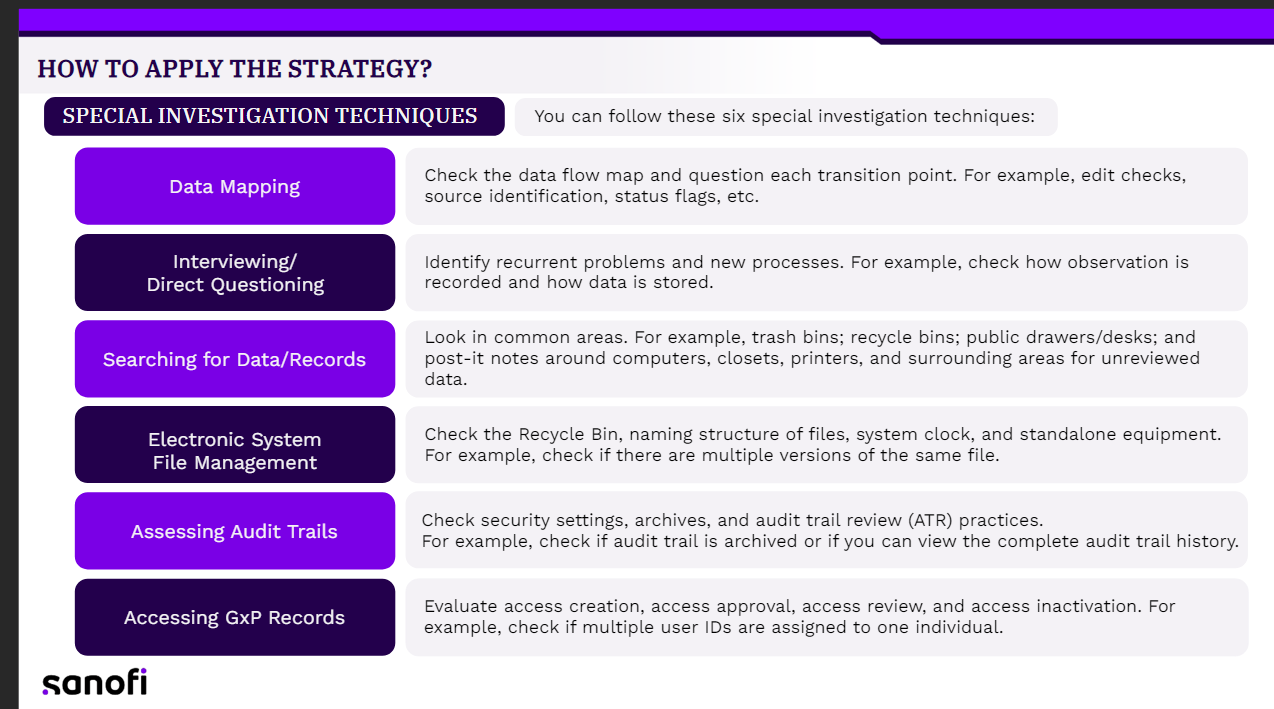 HOW TO APPLY THE STRATEGY?
SPECIAL INVESTIGATION TECHNIQUES
You can follow these six special investigation techniques:
Data Mapping
Check the data flow map and question each transition point. For example, edit checks,
source identification, status flags, etc.
Interviewing/
Direct Questioning
Identify recurrent problems and new processes. For example, check how observation is
recorded and how data is stored.
Searching for Data/Records
Look in common areas. For example, trash bins; recycle bins; public drawers/desks; and
post-it notes around computers, closets, printers, and surrounding areas for unreviewed
data.
Electronic System
File Management
Check the Recycle Bin, naming structure of files, system clock, and standalone equipment.
For example, check if there are multiple versions of the same file.
Assessing Audit Trails
Check security settings, archives, and audit trail review (ATR) practices.
For example, check if audit trail is archived or if you can view the complete audit trail history.
Accessing GxP Records
Evaluate access creation, access approval, access review, and access inactivation. For
example, check if multiple user IDs are assigned to one individual.
sanofi